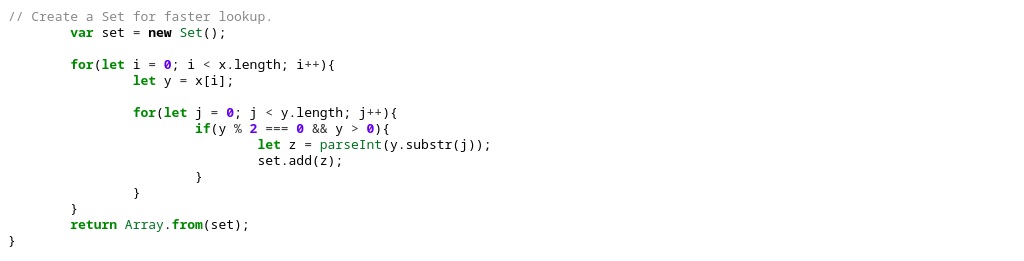 // Create a Set for faster lookup.
var set = new Set();
for(let i = 0; i < x.length; i++){
let y = x[i];
for(let j = 0; j < y.length; j++){
if(y % 2 === 0 && y > 0){
let z = parseInt(y.substr(j));
set.add(z);
}
}
}
return Array.from(set);
}